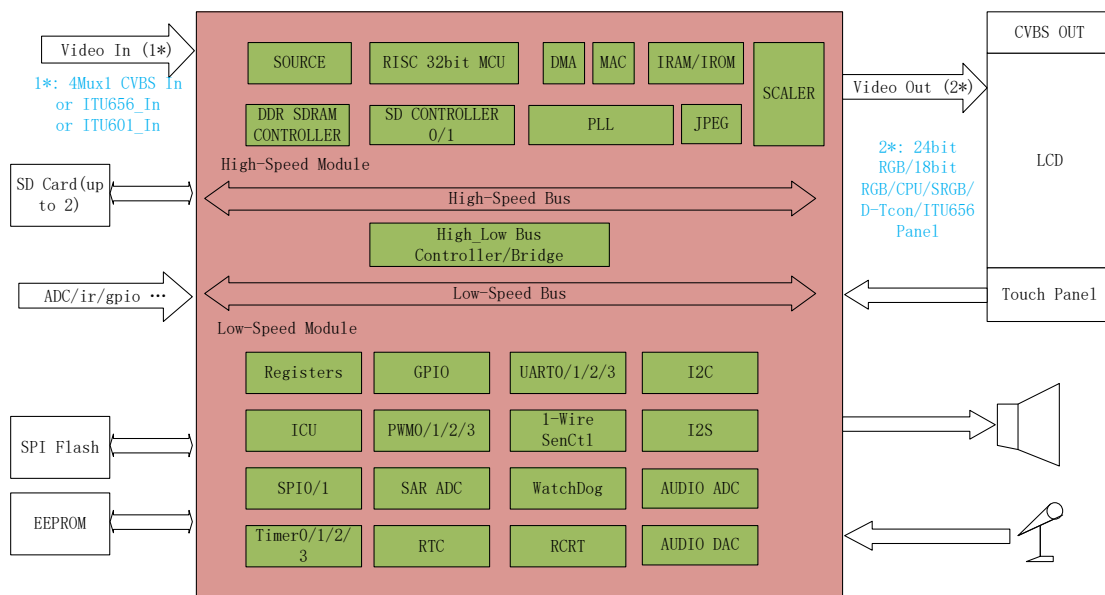 Video In (1*)
1*: 4Mux1 CVBS In
or ITU656_In
or ITU601_In
SD Card(up
to 2)
ADC/ir/gpio …
SPI Flash
EEPROM
SOURCE
RISC 32bit MCU
DMA
MAC
IRAM/IROM
SCALER
DDR SDRAM
CONTROLLER
SD CONTROLLER
0/1
PLL
JPEG
High-Speed Module
High-Speed Bus
High_Low Bus
Controller/Bridge
Low-Speed Bus
Low-Speed Module
Registers
GPIO
UART0/1/2/3
I2C
ICU
PWM0/1/2/3
1-Wire
SenCtl
I2S
SPI0/1
SAR ADC
WatchDog
AUDIO ADC
Timer0/1/2/
3
RTC
RCRT
AUDIO DAC
Video Out (2*)
2*: 24bit
RGB/18bit
RGB/CPU/SRGB/
D-Tcon/ITU656
Panel
CVBS OUT
LCD
Touch Panel